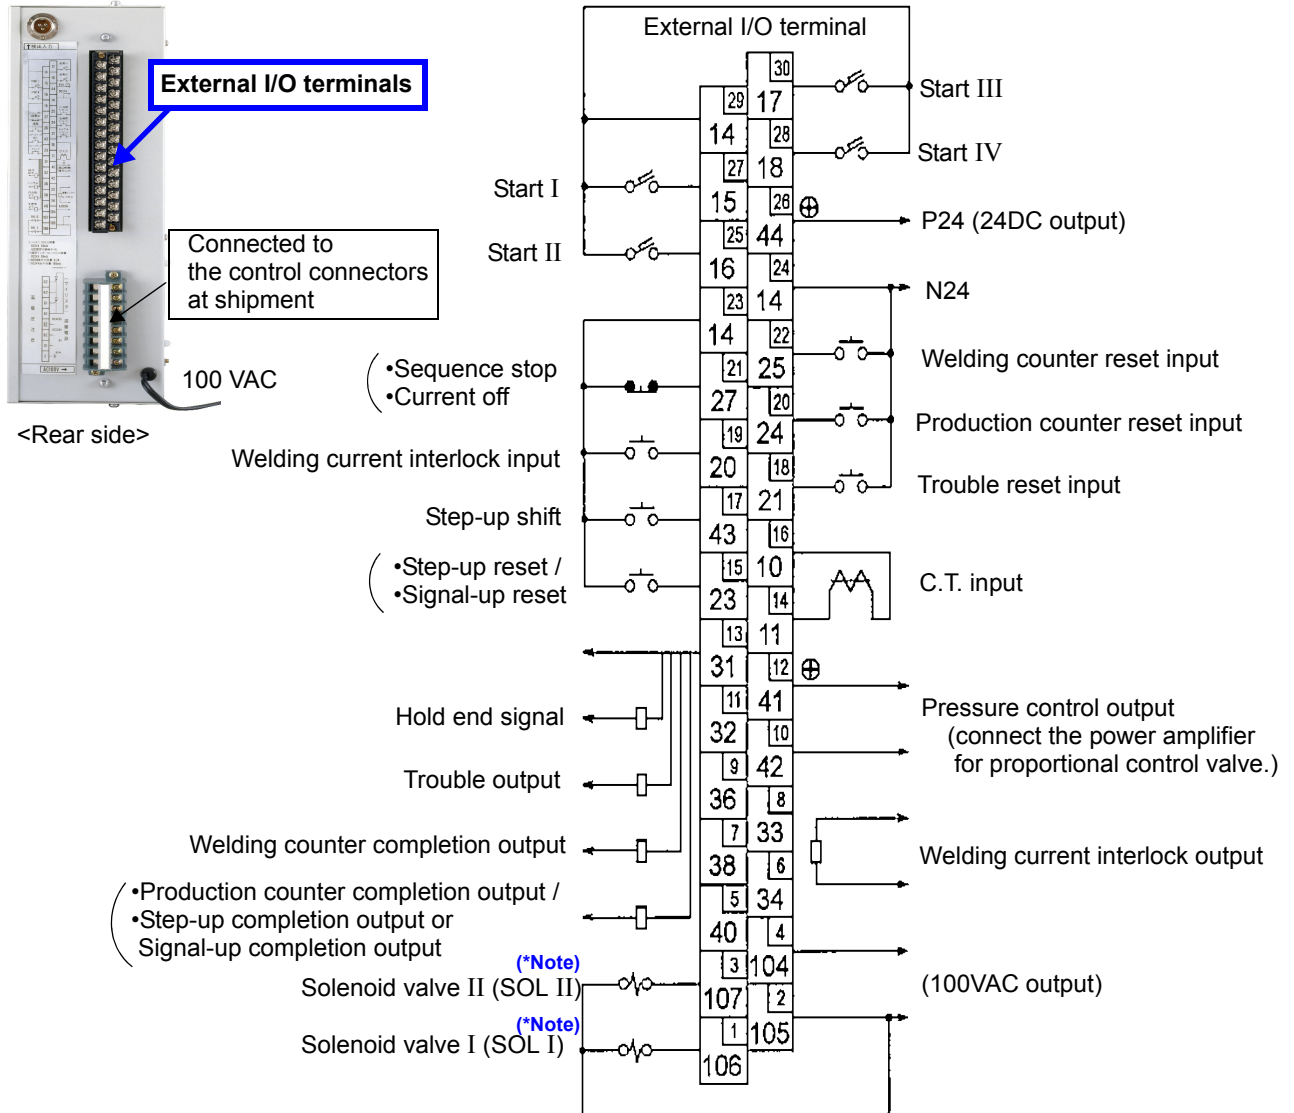 External I/O terminal
External I/O terminals
Connected to
the control connectors
at shipment
100 VAC
<Rear side>
AC100V →
Start III
Start IV
Start I
Start II
P24 (24DC output)
N24
•Sequence stop
•Current off
Welding counter reset input
Production counter reset input
Welding current interlock input
Trouble reset input
Step-up shift
•Step-up reset /
•Signal-up reset
C.T. input
Hold end signal
Pressure control output
(connect the power amplifier
for proportional control valve.)
Trouble output
Welding counter completion output
Welding current interlock output
•Production counter completion output /
•Step-up completion output or
Signal-up completion output
(*Note)
Solenoid valve II (SOL II)
(100VAC output)
(*Note)
Solenoid valve I (SOL I)
30
17
29
14
28
18
27
15
26
44
25
16
24
14
23
14
22
25
21
27
20
24
19
20
18
21
17
43
16
10
15
23
14
11
13
31
12
41
11
32
10
42
9
36
8
33
7
38
6
34
5
40
4
104
3
107
2
105
1
106